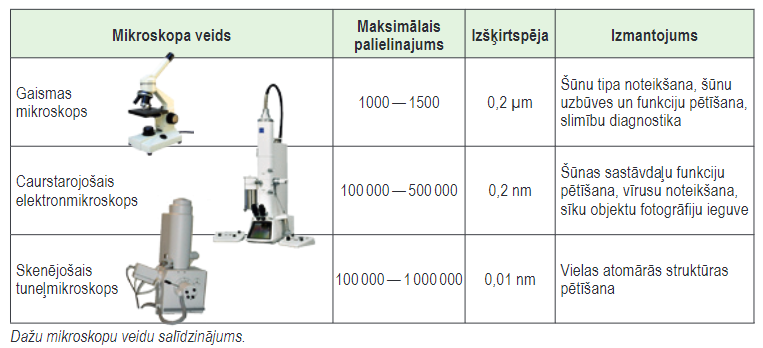 Mikroskopa veids
Maksimālais
palielinajums
Izšķirtspēja
Izmantojums
Gaismas
mikroskops
1000 — 1500
0,2 µm
Šūnu tipa noteikšana, šūnu
uzbūves un funkciju pētīšana,
slimību diagnostika
Caurstarojošais
elektronmikroskops
100 000 — 500 000
0,2 nm
Šūnas sastāvdaļu funkciju
pētīšana, vīrusu noteikšana,
sīku objektu fotogrāfiju ieguve
Skenējošais
tuneļmikroskops
100 000 — 1 000 000
0,01 nm
Vielas atomārās struktūras
pētīšana
Dažu mikroskopu veidu salīdzinājums.